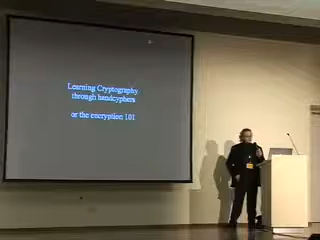 Learning Cryptography
through handcyphers
or the encryption 101